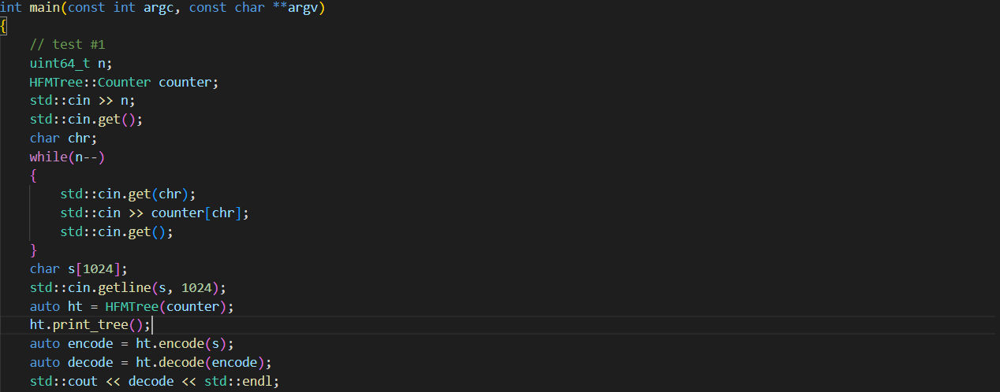 int main(const int argc, const char **argv)
{
    // test #1
    uint64_t n;
    HFMTree::Counter counter;
    std::cin >> n;
    std::cin.get();
    char chr;
    while(n--)
    {
        std::cin.get(chr);
        std::cin >> counter[chr];
        std::cin.get();
    }
    char s[1024];
    std::cin.getline(s, 1024);
    auto ht = HFMTree(counter);
    ht.print_tree();
    auto encode = ht.encode(s);
    auto decode = ht.decode(encode);
    std::cout << decode << std::endl;